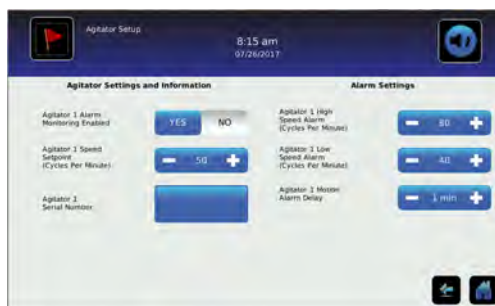 Agitator Setup
8:15 am
07/26/2017
Agitator Settings and Information
Alarm Settings
Agitator 1 Alarm
Monitoring Enabled
YES
NO
Agitator 1 Speed
Setpoint
(Cycles Per Minute)
50
Agitator 1
Serial Number
Agitator 1 High
Speed Alarm
(Cycles Per Minute)
80
Agitator 1 Low
Speed Alarm
(Cycles Per Minute)
40
Agitator 1 Motion
Alarm Delay
1 min